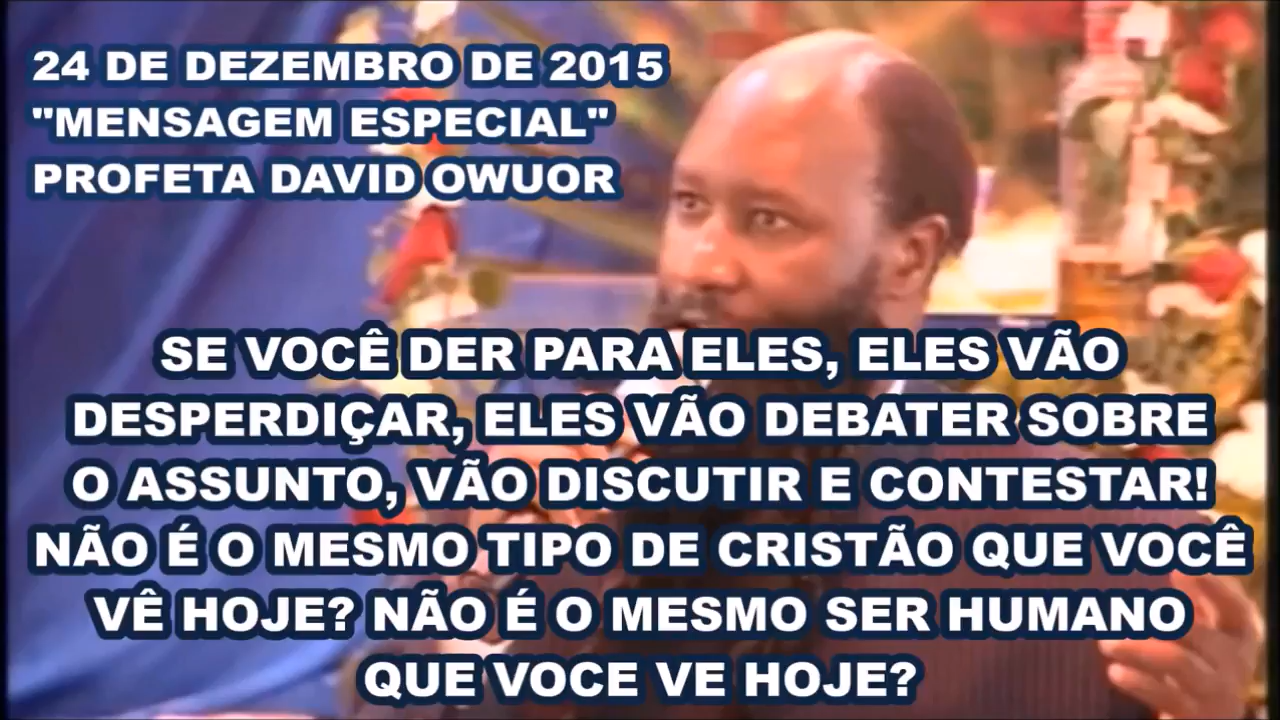 24 DE DEZEMBRO DE 2015
"MENSAGEM ESPECIAL"
PROFETA DAVID OWUOR
SE VOCÊ DER PARA ELES, ELES VÃO
DESPERDIÇAR, ELES VÃO DEBATER SOBRE
O ASSUNTO, VÃO DISCUTIR E CONTESTAR!
NÃO É O MESMO TIPO DE CRISTÃO QUE VOCÊ
VÊ HOJE? NÃO É O MESMO SER HUMANO
QUE VOCE VE HOJE?